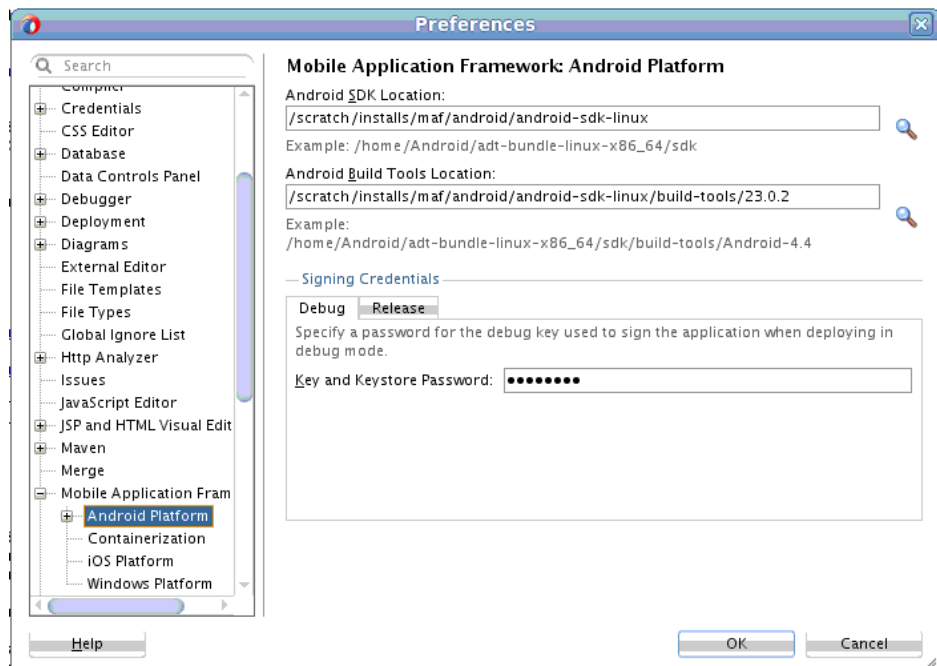 Preferences
Search
Compiler
Credentials
CSS Editor
Database
Data Controls Panel
Debugger
Deployment
Diagrams
External Editor
File Templates
File Types
Global Ignore List
Http Analyzer
Issues
JavaScript Editor
JSP and HTML Visual Edit
Maven
Merge
Mobile Application Fram
Android Platform
Containerization
iOS Platform
Windows Platform
Mobile Application Framework: Android Platform
Android SDK Location:
/scratch/installs/maf/android/android-sdk-linux
Example: /home/Android/adt-bundle-linux-x86_64/sdk
Android Build Tools Location:
/scratch/installs/maf/android/android-sdk-linux/build-tools/23.0.2
Example:
/home/Android/adt-bundle-linux-x86_64/sdk/build-tools/Android-4.4
Signing Credentials
Debug Release
Specify a password for the debug key used to sign the application when deploying in
debug mode.
Key and Keystore Password: ●●●●●●●●
Help OK Cancel